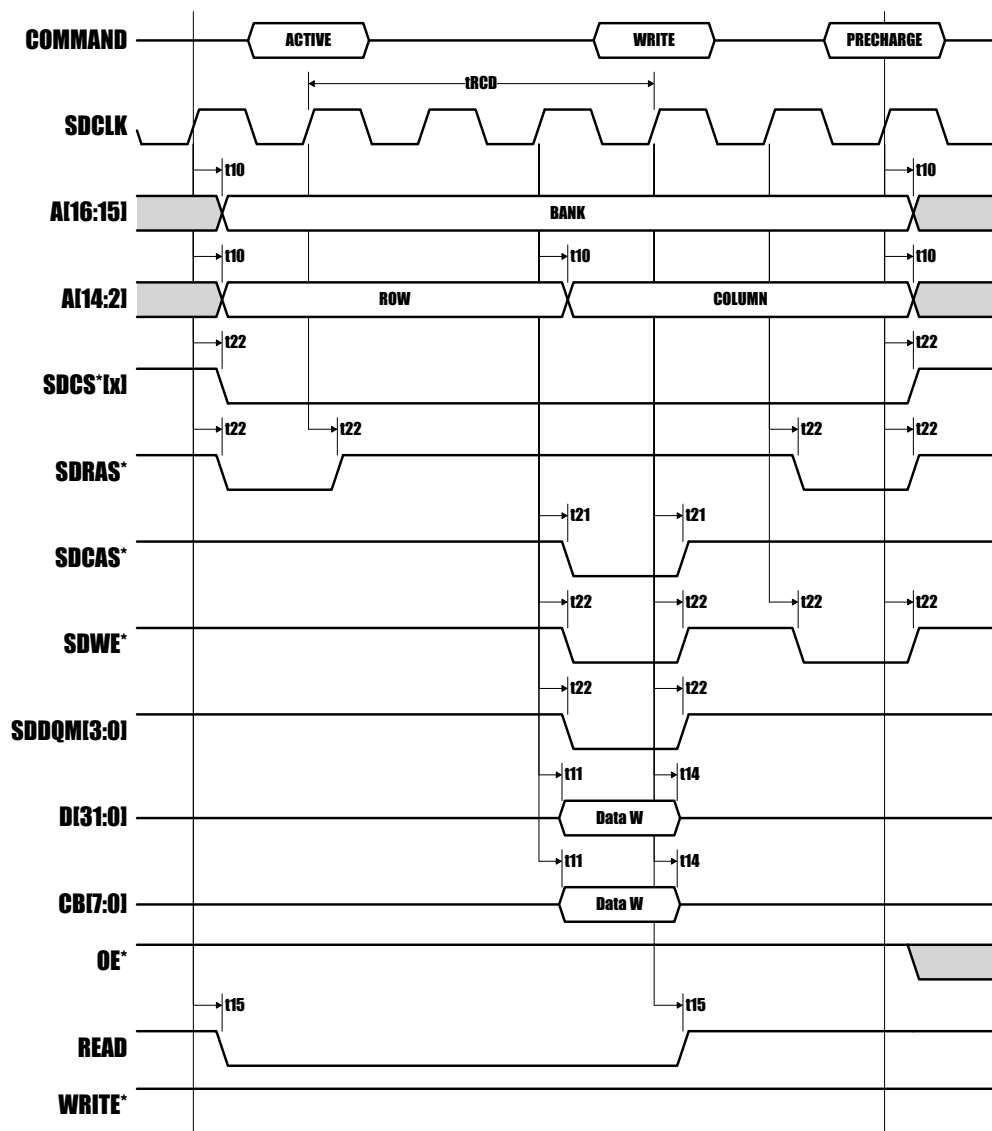 COMMAND ACTIVE WRITE PRECHARGE
tRCD
SDCLK
t10 t10
A[16:15] BANK
t10 t10 t10
A[14:2] ROW COLUMN
t22 t22
SDCS*[x]
t22 t22 t22 t22
SDRAS*
t21 t21
SDCAS*
t22 t22 t22 t22
SDWE*
t22 t22
SDDQM[3:0]
t11 t14
D[31:0] Data W
t11 t14
CB[7:0] Data W
OE*
t15 t15
READ
WRITE*